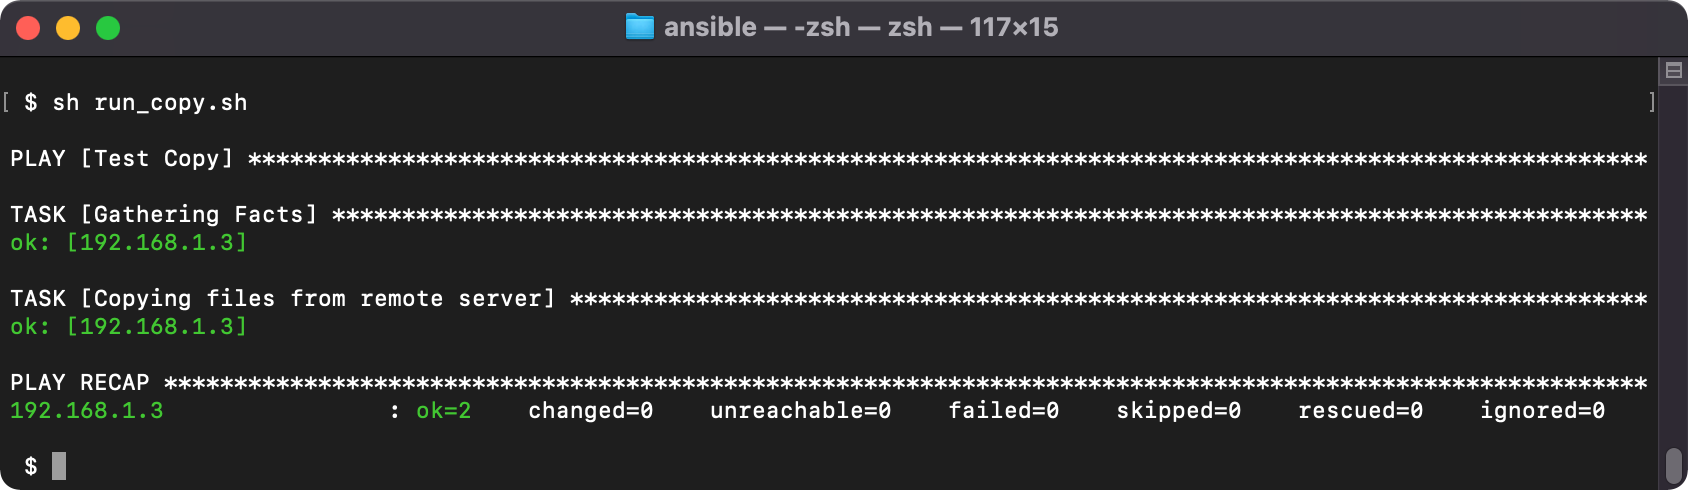 ansible — -zsh — zsh — 117×15
[ $ sh run_copy.sh ]
PLAY [Test Copy] ****************************************************************************************************
TASK [Gathering Facts] **********************************************************************************************
ok: [192.168.1.3]
TASK [Copying files from remote server] *****************************************************************************
ok: [192.168.1.3]
PLAY RECAP **********************************************************************************************************
192.168.1.3                : ok=2    changed=0    unreachable=0    failed=0    skipped=0    rescued=0    ignored=0
$